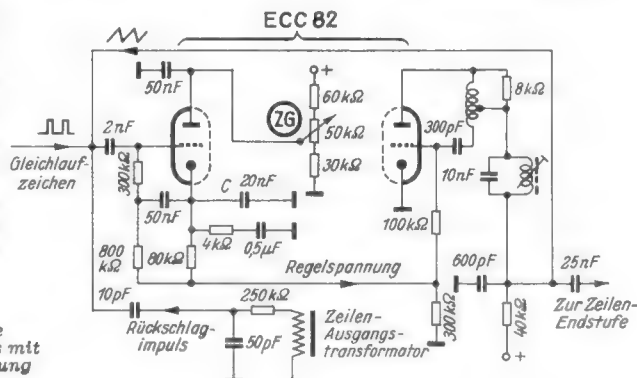 ECC 82
50nF
+
8kΩ
60kΩ
ZG
50kΩ
300pF
2nF
30kΩ
10nF
Gleichlauf-
zeichen
300kΩ
C
20nF
50nF
100kΩ
4kΩ
0,5µF
800
kΩ
80kΩ
Regelspannung
600pF
25nF
10pF
250kΩ
Zur Zeilen-
Endstufe
Rückschlag-
impuls
50pF
Zeilen-
Ausgangs-
transformator
300kΩ
40kΩ
+
e
s mit
ung